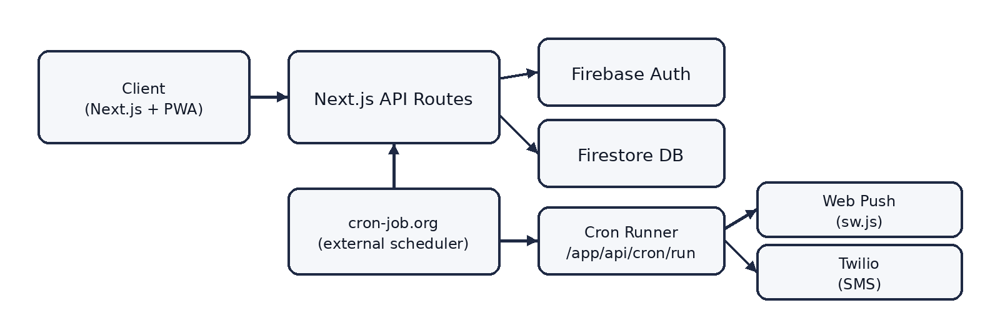 Client
(Next.js + PWA)
Next.js API Routes
Firebase Auth
Firestore DB
cron-job.org
(external scheduler)
Cron Runner
/app/api/cron/run
Web Push
(sw.js)
Twilio
(SMS)